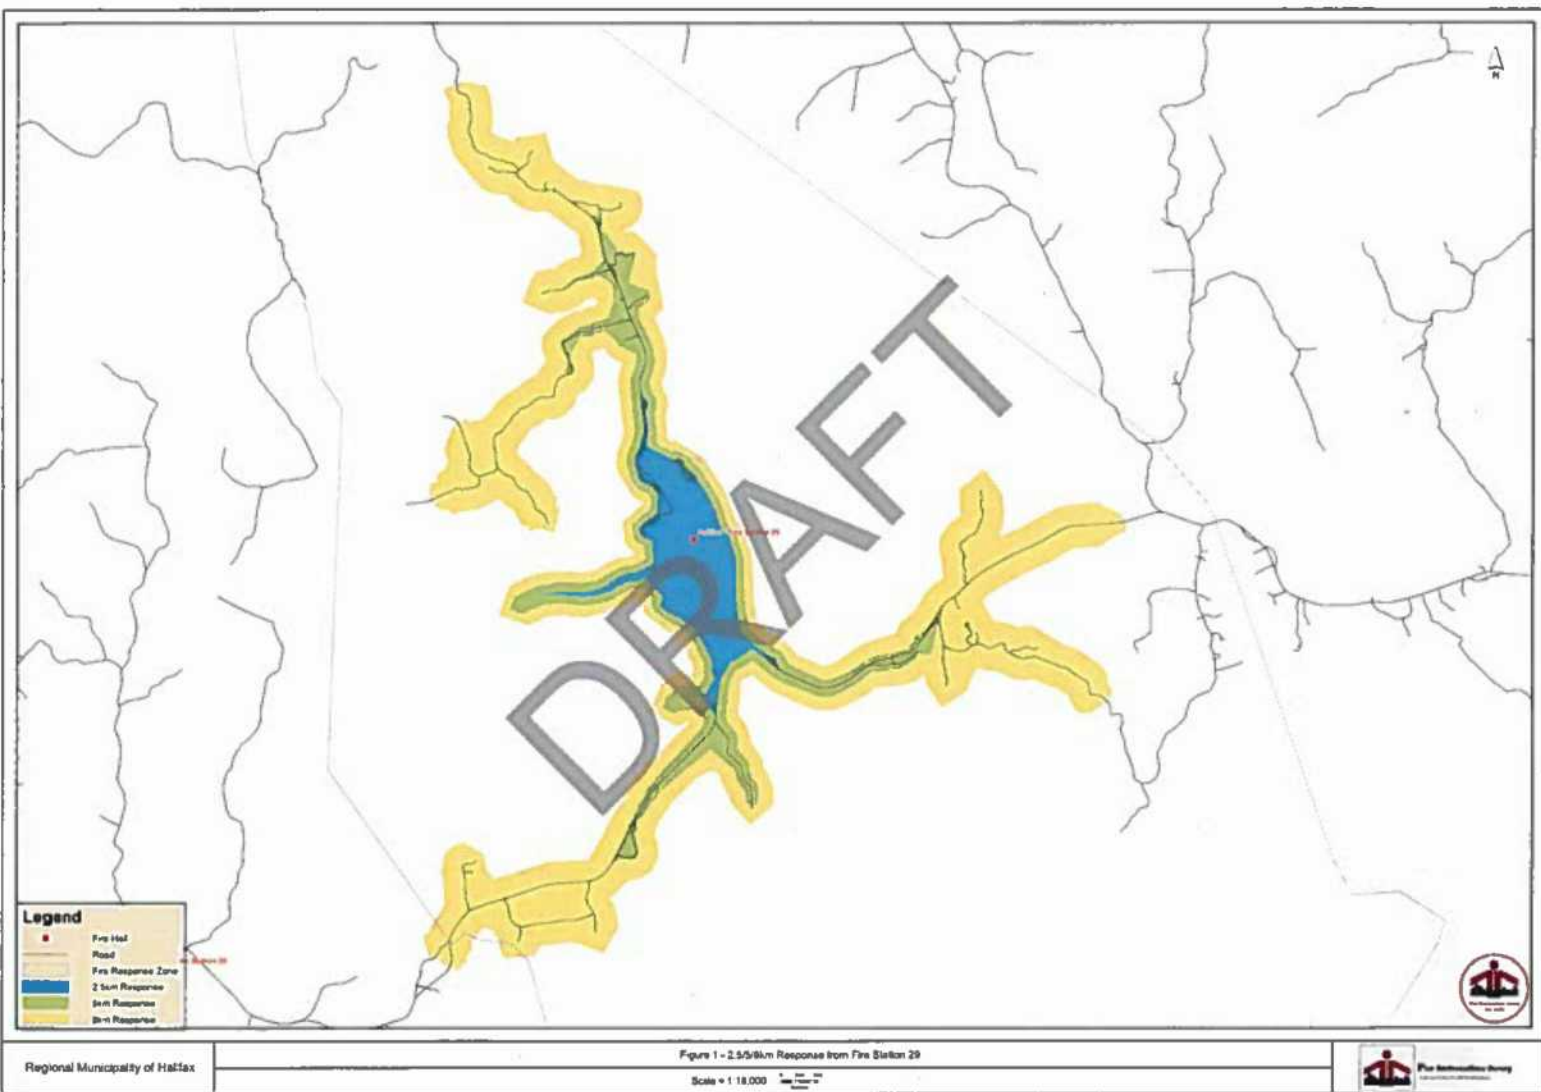 N
DRAFT
Legend
Fire Hall
Road
Fire Response Zone
2.5km Response
5km Response
8km Response
Regional Municipality of Halifax
Figure 1 - 2.5/5/8km Response from Fire Station 29
Scale = 1:18,000